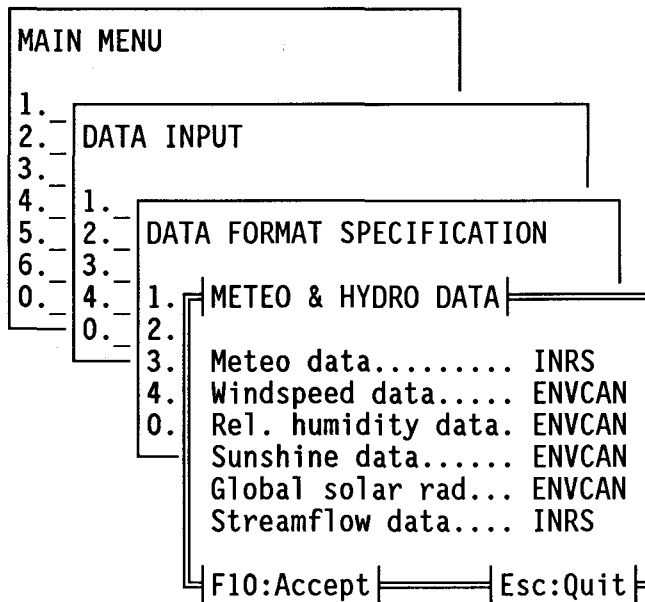 MAIN MENU
1._
2._
3._
4._
5._
6._
0._
DATA INPUT
1._
2._
3._
4._
0._
DATA FORMAT SPECIFICATION
1.
2.
3.
4.
0.
METEO & HYDRO DATA
Meteo data......... INRS
Windspeed data..... ENVCAN
Rel. humidity data. ENVCAN
Sunshine data...... ENVCAN
Global solar rad... ENVCAN
Streamflow data.... INRS
F10:Accept Esc:Quit